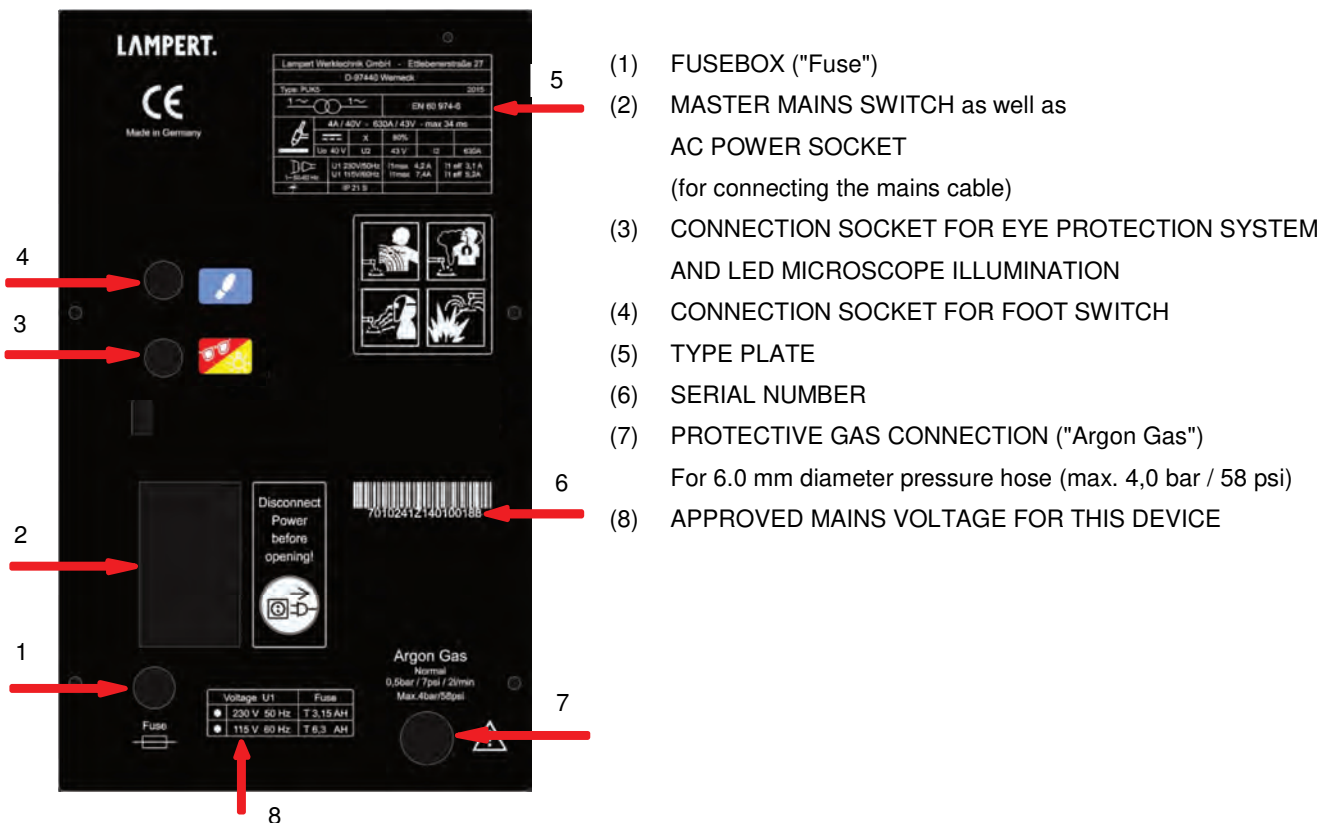 LAMPERT.
CE
Made in Germany
Lampert Werktechnik GmbH - Ettlebenerstraße 27
D-97440 Werneck
Type: PUK5 2015
1~ 1~ EN 60 974-6
4A / 40V - 630A / 43V - max 34 ms
X 80%
Uo 40 V U2 43 V I2 630A
U1 230V/50Hz I1max 4,2 A I1 eff 3,1 A
1~ 50-60 Hz U1 115V/60Hz I1max 7,4A I1 eff 5,2A
IP 21 S
4
3
2
1
5
6
7
8
7010241Z14010018B
Disconnect
Power
before
opening!
Argon Gas
Normal
0,5bar / 7psi / 2l/min
Max.4bar/58psi
Fuse
Voltage U1 Fuse
230 V 50 Hz T 3,15 AH
115 V 60 Hz T 6,3 AH
(1) FUSEBOX ("Fuse")
(2) MASTER MAINS SWITCH as well as
AC POWER SOCKET
(for connecting the mains cable)
(3) CONNECTION SOCKET FOR EYE PROTECTION SYSTEM
AND LED MICROSCOPE ILLUMINATION
(4) CONNECTION SOCKET FOR FOOT SWITCH
(5) TYPE PLATE
(6) SERIAL NUMBER
(7) PROTECTIVE GAS CONNECTION ("Argon Gas")
For 6.0 mm diameter pressure hose (max. 4,0 bar / 58 psi)
(8) APPROVED MAINS VOLTAGE FOR THIS DEVICE